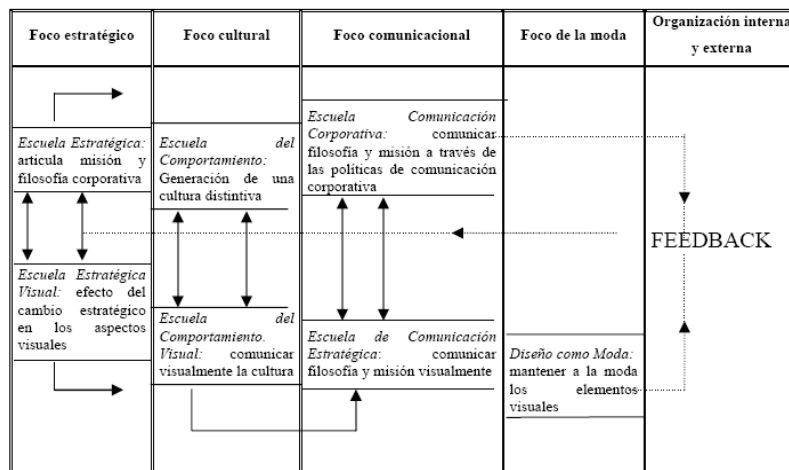 Foco estratégico
Foco cultural
Foco comunicacional
Foco de la moda
Organización interna
y externa
Escuela Estratégica:
articula misión y
filosofía corporativa
Escuela Estratégica
Visual: efecto del
cambio estratégico
en los aspectos
visuales
Escuela del
Comportamiento:
Generación de una
cultura distintiva
Escuela del
Comportamiento.
Visual: comunicar
visualmente la cultura
Escuela Comunicación
Corporativa: comunicar
filosofía y misión a través de
las políticas de comunicación
corporativa
Escuela de Comunicación
Estratégica: comunicar
filosofía y misión visualmente
Diseño como Moda:
mantener a la moda
los elementos
visuales
FEEDBACK